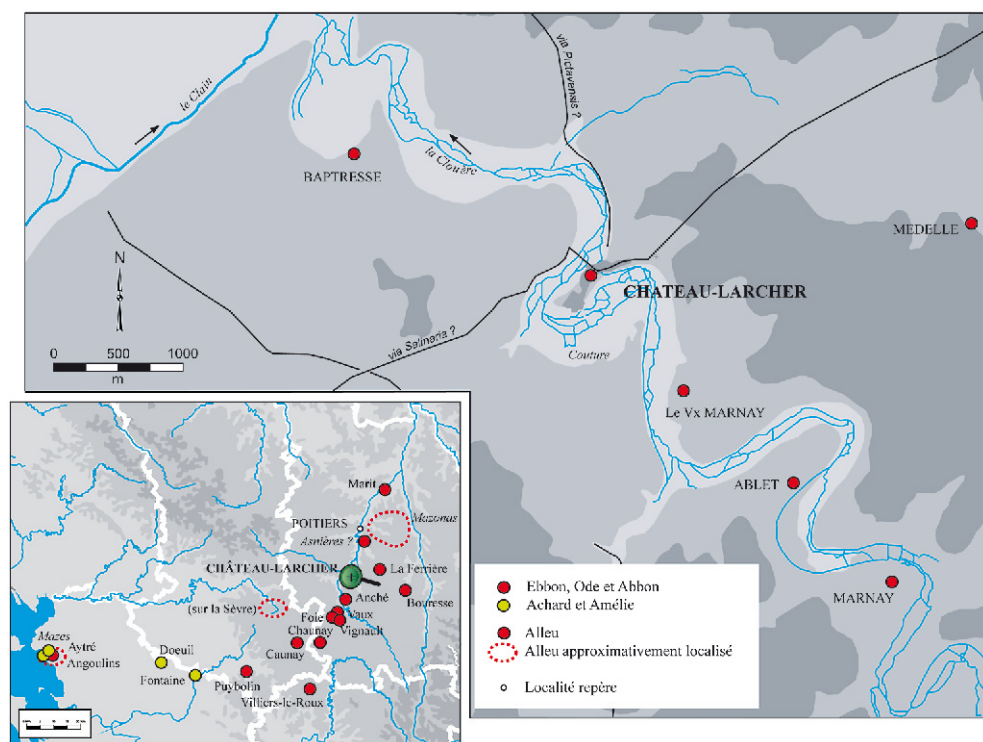 le Clain
via Pictavensis ?
BAPTRESSE
la Clouère
MEDELLE
N
CHATEAU-LARCHER
0 500 1000
m
via Salinaria ?
Couture
Le Vx MARNAY
ABLET
MARNAY
Marit
POITIERS
Mazonas
Asnières ?
CHÂTEAU-LARCHER
La Ferrière
Bouresse
Anché
(sur la Sèvre)
Vaux
Foie
Vignault
Chaunay
Caunay
Mazes
Aytré
Angoulins
Doeuil
Fontaine
Puybolin
Villiers-le-Roux
Ebbon, Ode et Abbon
Achard et Amélie
Alleu
Alleu approximativement localisé
Localité repère